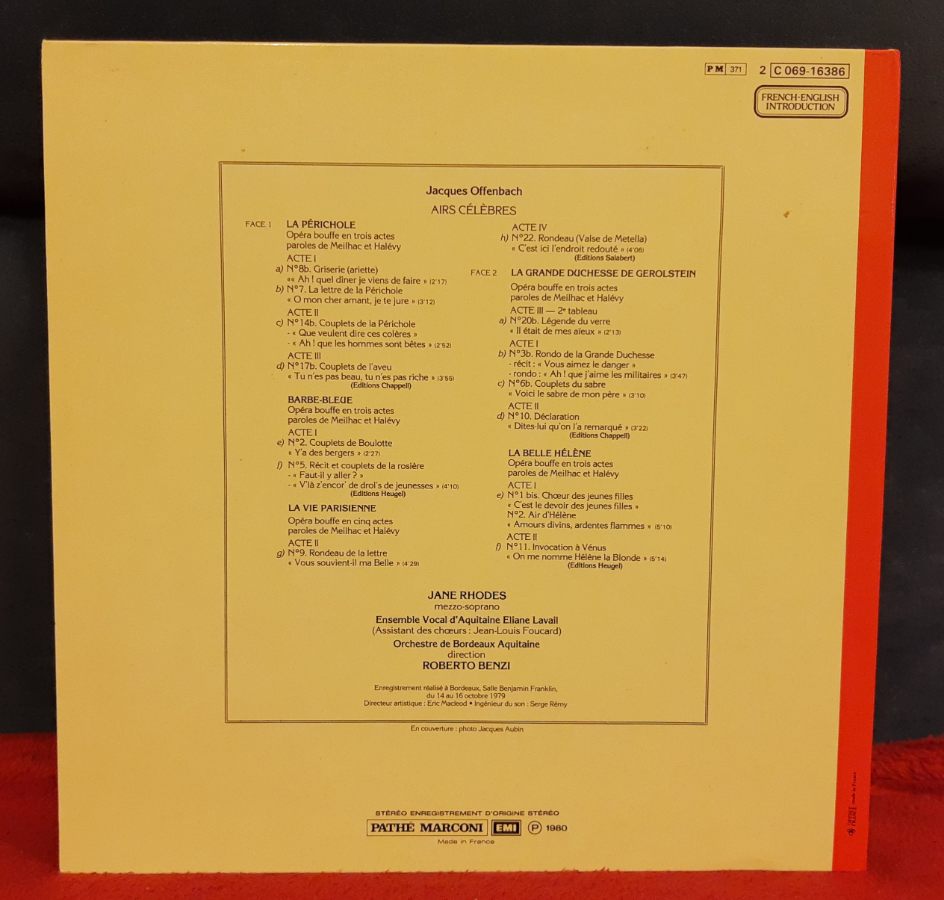 PM 371 2 C 069-16386
FRENCH-ENGLISH
INTRODUCTION
Jacques Offenbach
AIRS CÉLÈBRES
FACE 1 LA PÉRICHOLE
Opéra bouffe en trois actes
paroles de Meilhac et Halévy
ACTE I
a) N°8b. Griserie (ariette)
«« Ah ! quel dîner je viens de faire » (2'17)
b) N°7. La lettre de la Périchole
« O mon cher amant, je te jure » (3'12)
ACTE II
c) N°14b. Couplets de la Périchole
- « Que veulent dire ces colères »
- « Ah ! que les hommes sont bêtes » (2'52)
ACTE III
d) N°17b. Couplets de l'aveu
« Tu n'es pas beau, tu n'es pas riche » (3'55)
(Editions Chappell)
BARBE-BLEUE
Opéra bouffe en trois actes
paroles de Meilhac et Halévy
ACTE I
e) N°2. Couplets de Boulotte
« Y'a des bergers » (2'27)
f) N°5. Récit et couplets de la rosière
- « Faut-il y aller ? »
- « V'là z'encor' de drol's de jeunesses » (4'10)
(Editions Heugel)
LA VIE PARISIENNE
Opéra bouffe en cinq actes
paroles de Meilhac et Halévy
ACTE II
g) N°9. Rondeau de la lettre
« Vous souvient-il ma Belle » (4'29)
ACTE IV
h) N°22. Rondeau (Valse de Metella)
« C'est ici l'endroit redouté » (4'06)
(Editions Salabert)
FACE 2 LA GRANDE DUCHESSE DE GEROLSTEIN
Opéra bouffe en trois actes
paroles de Meilhac et Halévy
ACTE III — 2e tableau
a) N°20b. Légende du verre
« Il était de mes aïeux » (2'13)
ACTE I
b) N°3b. Rondo de la Grande Duchesse
- récit : « Vous aimez le danger »
- rondo : « Ah ! que j'aime les militaires » (3'47)
c) N°6b. Couplets du sabre
« Voici le sabre de mon père » (3'10)
ACTE II
d) N°10. Déclaration
« Dites-lui qu'on l'a remarqué » (3'22)
(Editions Chappell)
LA BELLE HÉLÈNE
Opéra bouffe en trois actes
paroles de Meilhac et Halévy
ACTE I
e) N°1 bis. Chœur des jeunes filles
« C'est le devoir des jeunes filles »
N°2. Air d'Hélène
« Amours divins, ardentes flammes » (5'10)
ACTE II
f) N°11. Invocation à Vénus
« On me nomme Hélène la Blonde » (5'14)
(Editions Heugel)
JANE RHODES
mezzo-soprano
Ensemble Vocal d'Aquitaine Eliane Lavail
(Assistant des chœurs : Jean-Louis Foucard)
Orchestre de Bordeaux Aquitaine
direction
ROBERTO BENZI
Enregistrement réalisé à Bordeaux, Salle Benjamin Franklin,
du 14 au 16 octobre 1979
Directeur artistique : Eric Macleod • Ingénieur du son : Serge Rémy
En couverture : photo Jacques Aubin
STÉRÉO ENREGISTREMENT D'ORIGINE STÉRÉO
PATHÉ MARCONI EMI Ⓟ 1980
Made in France